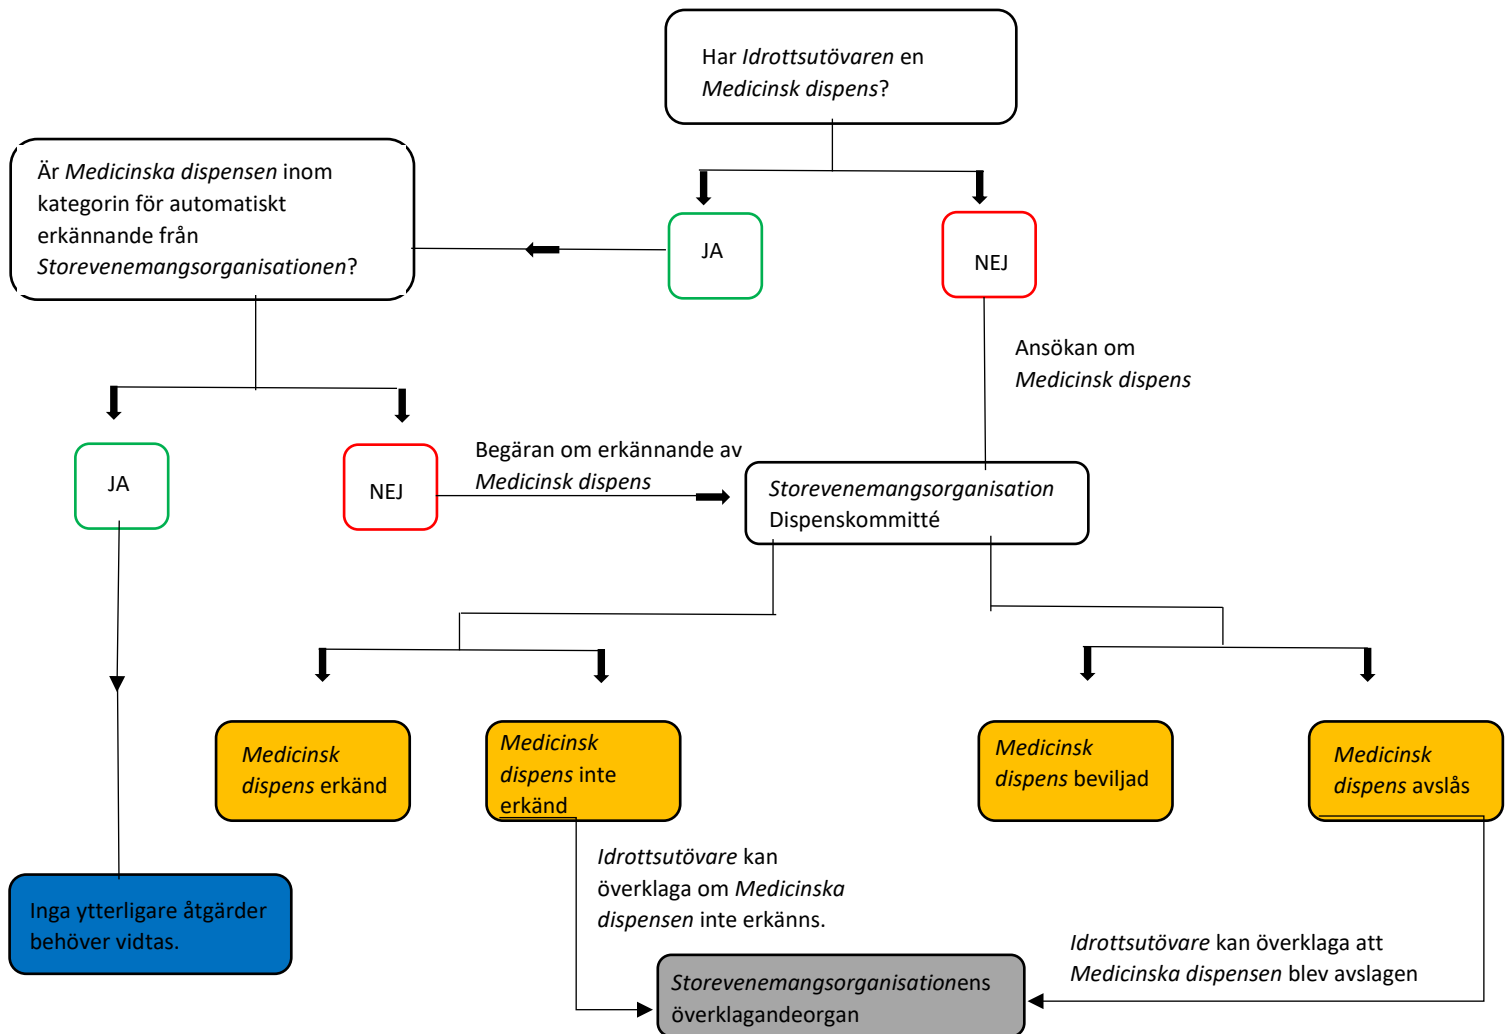 Har Idrottsutövaren en
Medicinsk dispens?
Är Medicinska dispensen inom
kategorin för automatiskt
erkännande från
Storevenemangsorganisationen?
JA
NEJ
Ansökan om
Medicinsk dispens
JA
NEJ
Begäran om erkännande av
Medicinsk dispens
Storevenemangsorganisation
Dispenskommitté
Medicinsk
dispens erkänd
Medicinsk
dispens inte
erkänd
Medicinsk
dispens beviljad
Medicinsk
dispens avslås
Idrottsutövare kan
överklaga om Medicinska
dispensen inte erkänns.
Inga ytterligare åtgärder
behöver vidtas.
Idrottsutövare kan överklaga att
Medicinska dispensen blev avslagen
Storevenemangsorganisationens
överklagandeorgan